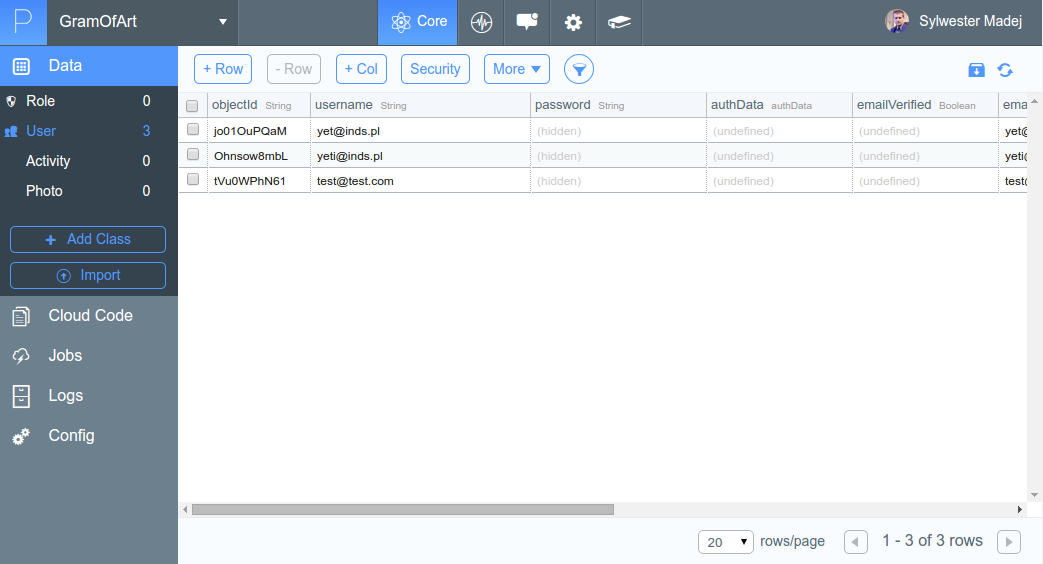 P GramOfArt Core Sylwester Madej
Data + Row - Row + Col Security More
objectId String username String password String authData authData emailVerified Boolean ema
Role 0
User 3
Activity 0
Photo 0
jo01OuPQaM yet@inds.pl (hidden) (undefined) (undefined) yet@
Ohnsow8mbL yeti@inds.pl (hidden) (undefined) (undefined) yeti@
tVu0WPhN61 test@test.com (hidden) (undefined) (undefined) test@
+ Add Class
Import
Cloud Code
Jobs
Logs
Config
20 rows/page 1 - 3 of 3 rows